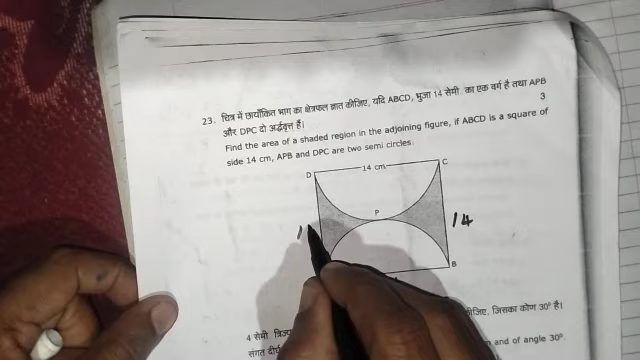 23. चित्र में छायांकित भाग का क्षेत्रफल ज्ञात कीजिए, यदि ABCD, भुजा 14 सेमी का एक वर्ग है तथा APB
और DPC दो अर्द्धवृत्त हैं।
3
Find the area of a shaded region in the adjoining figure, if ABCD is a square of
side 14 cm, APB and DPC are two semi circles.
D
14 cm
C
P
14
B
कीजिए, जिसका कोण 30° है।
4 सेमी
and of angle 30°.
संगत